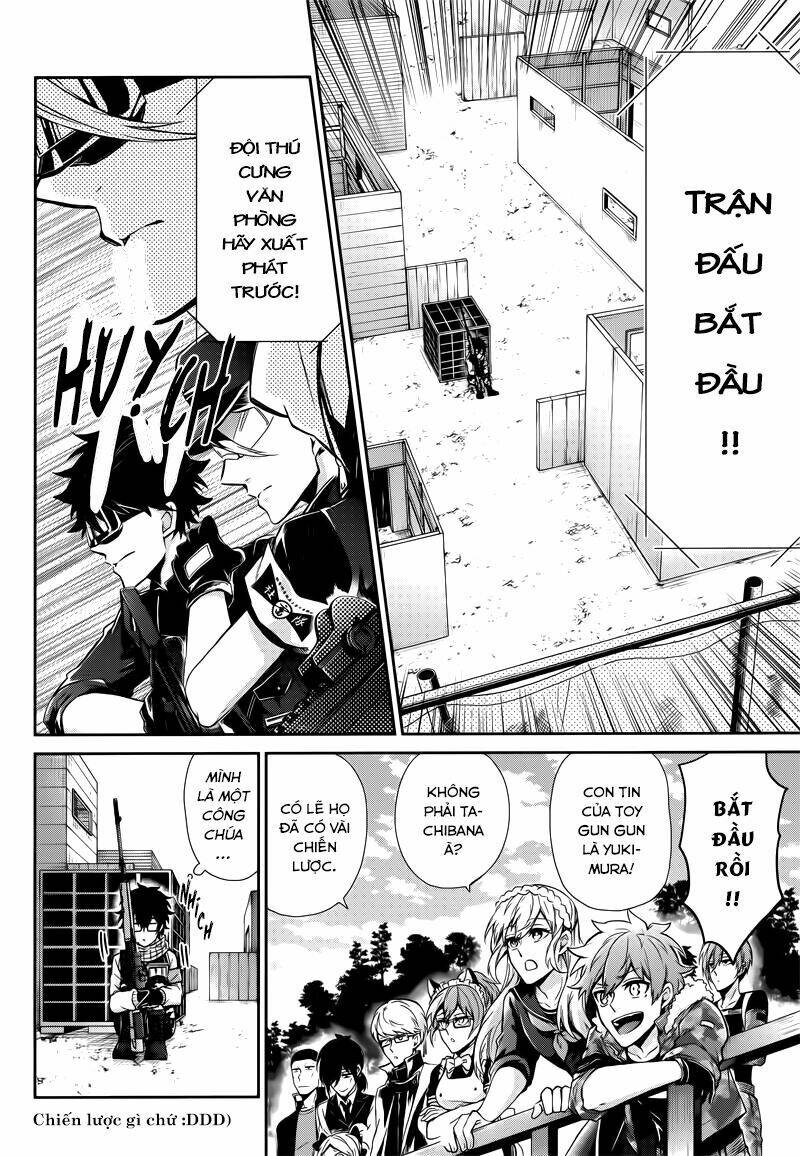 TRẬN
ĐẤU
BẮT
ĐẦU
!!
ĐỘI THÚ
CƯNG
VĂN
PHÒNG
HÃY XUẤT
PHÁT
TRƯỚC!
HUỴCH
BẮT
ĐẦU
RỒI
!!
CON TIN
CỦA TOY
GUN GUN
LÀ YUKI-
MURA!
KHÔNG
PHẢI TA-
CHIBANA
À?
CÓ LẼ HỌ
ĐÃ CÓ VÀI
CHIẾN
LƯỢC.
MÌNH
LÀ MỘT
CÔNG
CHÚA
...
NHÍCH
Chiến lược gì chứ :DDD)